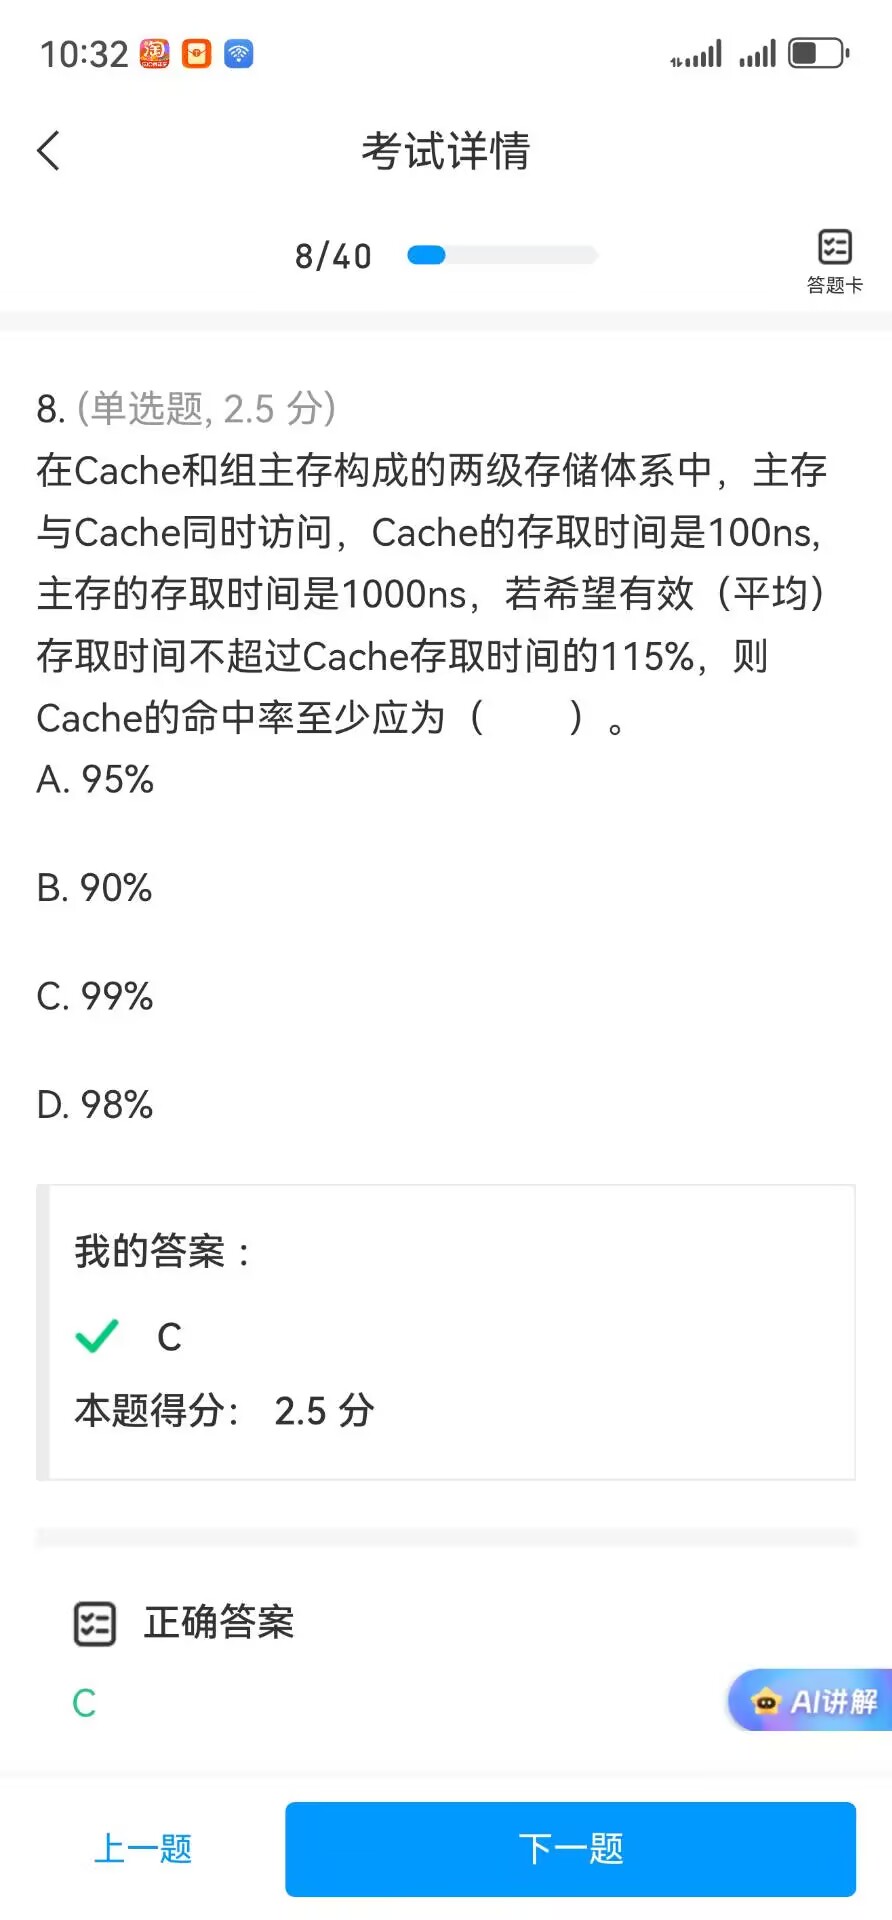 10:32
考试详情
8/40
答题卡
8. (单选题, 2.5 分)
在Cache和组主存构成的两级存储体系中，主存
与Cache同时访问，Cache的存取时间是100ns,
主存的存取时间是1000ns，若希望有效（平均）
存取时间不超过Cache存取时间的115%，则
Cache的命中率至少应为（　　）。
A. 95%
B. 90%
C. 99%
D. 98%
我的答案：
C
本题得分： 2.5 分
正确答案
C
AI讲解
上一题
下一题